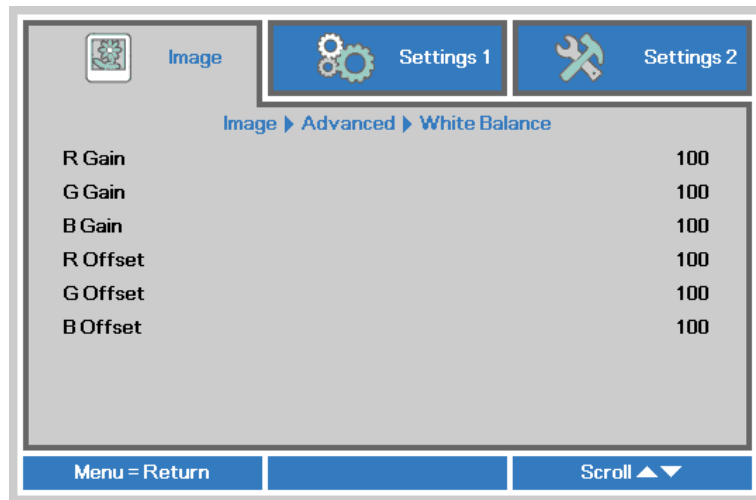 Image Settings 1 Settings 2
Image ▶ Advanced ▶ White Balance
R Gain 100
G Gain 100
B Gain 100
R Offset 100
G Offset 100
B Offset 100
Menu = Return Scroll ▲▼